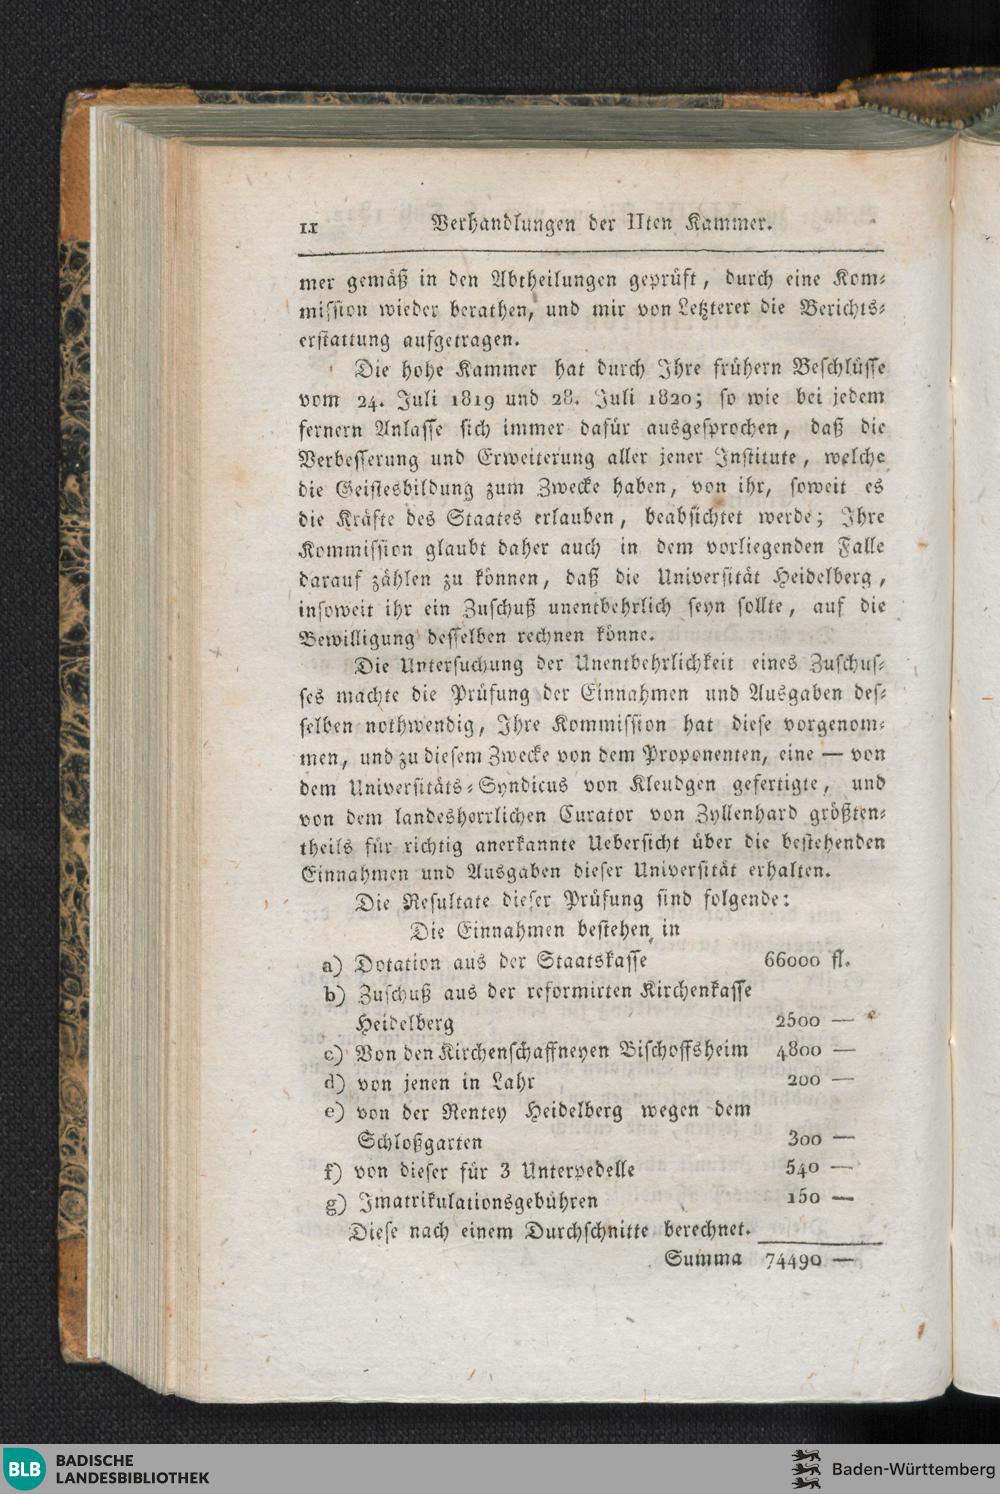 II
Verhandlungen der IIten Kammer.
mer gemäß in den Abtheilungen geprüft, durch eine Kom⸗
mission wieder berathen, und mir von Letzterer die Berichts⸗
erstattung aufgetragen.
Die hohe Kammer hat durch Ihre frühern Beschlüsse
vom 24. Juli 1819 und 28. Juli 1820; so wie bei jedem
fernern Anlasse sich immer dafür ausgesprochen, daß die
Verbesserung und Erweiterung aller jener Institute, welche
die Geistesbildung zum Zwecke haben, von ihr, soweit es
die Kräfte des Staates erlauben, beabsichtet werde; Ihre
Kommission glaubt daher auch in dem vorliegenden Falle
darauf zählen zu können, daß die Universität Heidelberg,
insoweit ihr ein Zuschuß unentbehrlich seyn sollte, auf die
Bewilligung desselben rechnen könne.
Die Untersuchung der Unentbehrlichkeit eines Zuschus⸗
ses machte die Prüfung der Einnahmen und Ausgaben des⸗
selben nothwendig, Ihre Kommission hat diese vorgenom⸗
men, und zu diesem Zwecke von dem Proponenten, eine — von
dem Universitäts⸗Syndicus von Kleudgen gefertigte, und
von dem landesherrlichen Curator von Zyllenhard größten⸗
theils für richtig anerkannte Uebersicht über die bestehenden
Einnahmen und Ausgaben dieser Universität erhalten.
Die Resultate dieser Prüfung sind folgende:
Die Einnahmen bestehen in
a) Dotation aus der Staatskasse 66000 fl.
b) Zuschuß aus der reformirten Kirchenkasse
Heidelberg 2500 —
c) Von den Kirchenschaffneyen Bischoffsheim 4800 —
d) von jenen in Lahr 200 —
e) von der Rentey Heidelberg wegen dem
Schloßgarten 300 —
f) von dieser für 3 Unterpedelle 540 —
g) Imatrikulationsgebühren 150 —
Diese nach einem Durchschnitte berechnet.
Summa 74490 —
BLB BADISCHE
LANDESBIBLIOTHEK
Baden-Württemberg